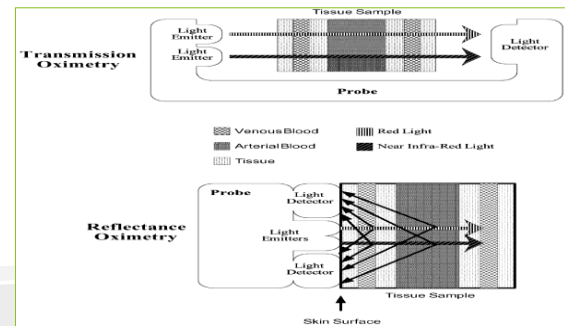 Tissue Sample
Light
Emitter
Light
Emitter
Light
Detector
Transmission
Oximetry
Probe
Venous Blood
Red Light
Arterial Blood
Near Infra-Red Light
Tissue
Probe
Light
Detector
Reflectance
Oximetry
Light
Emitters
Light
Detector
Tissue Sample
Skin Surface